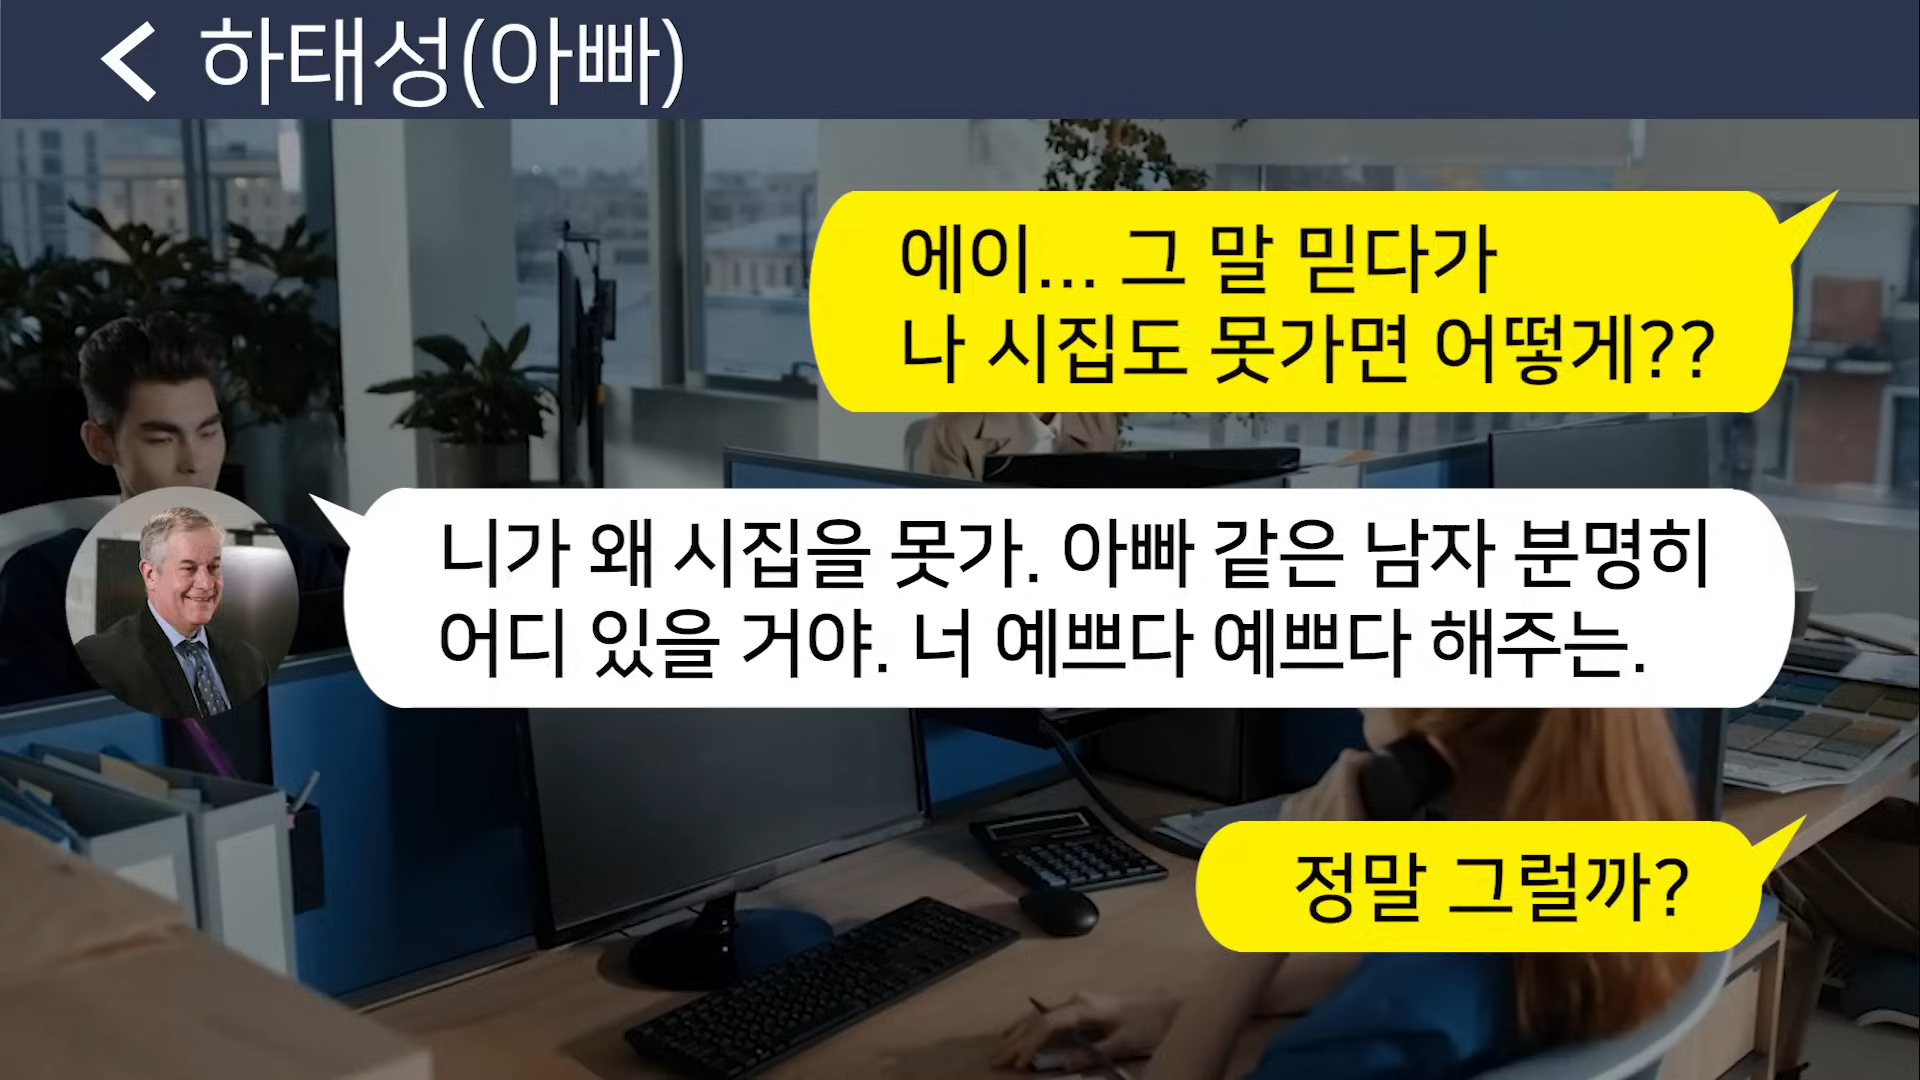 하태성(아빠)
에이... 그 말 믿다가
나 시집도 못가면 어떻게??
니가 왜 시집을 못가. 아빠 같은 남자 분명히
어디 있을 거야. 너 예쁘다 예쁘다 해주는.
정말 그럴까?